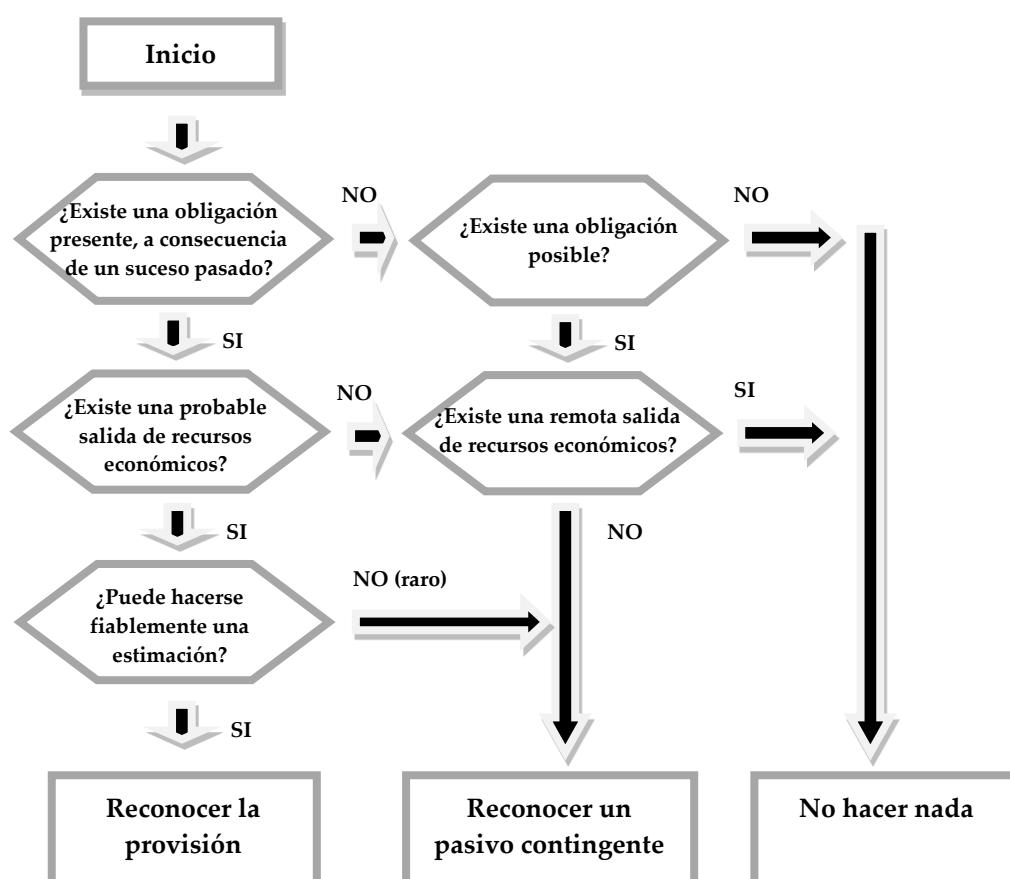 Inicio
¿Existe una obligación
presente, a consecuencia
de un suceso pasado?
NO
¿Existe una obligación
posible?
NO
SI
SI
¿Existe una probable
salida de recursos
económicos?
NO
¿Existe una remota salida
de recursos económicos?
SI
SI
NO
¿Puede hacerse
fiablemente una
estimación?
NO (raro)
SI
Reconocer la
provisión
Reconocer un
pasivo contingente
No hacer nada